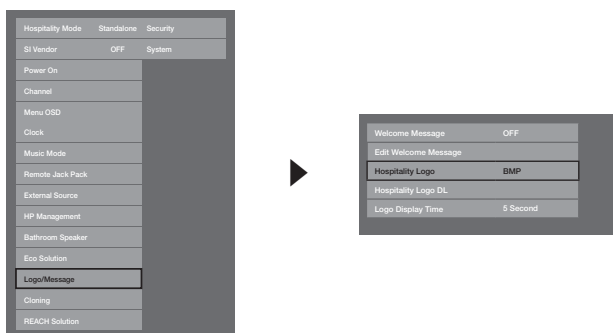 Hospitality Mode Standalone Security
SI Vendor OFF System
Power On
Channel
Menu OSD
Clock
Music Mode
Remote Jack Pack
External Source
HP Management
Bathroom Speaker
Eco Solution
Logo/Message
Cloning
REACH Solution
Welcome Message OFF
Edit Welcome Message
Hospitality Logo BMP
Hospitality Logo DL
Logo Display Time 5 Second